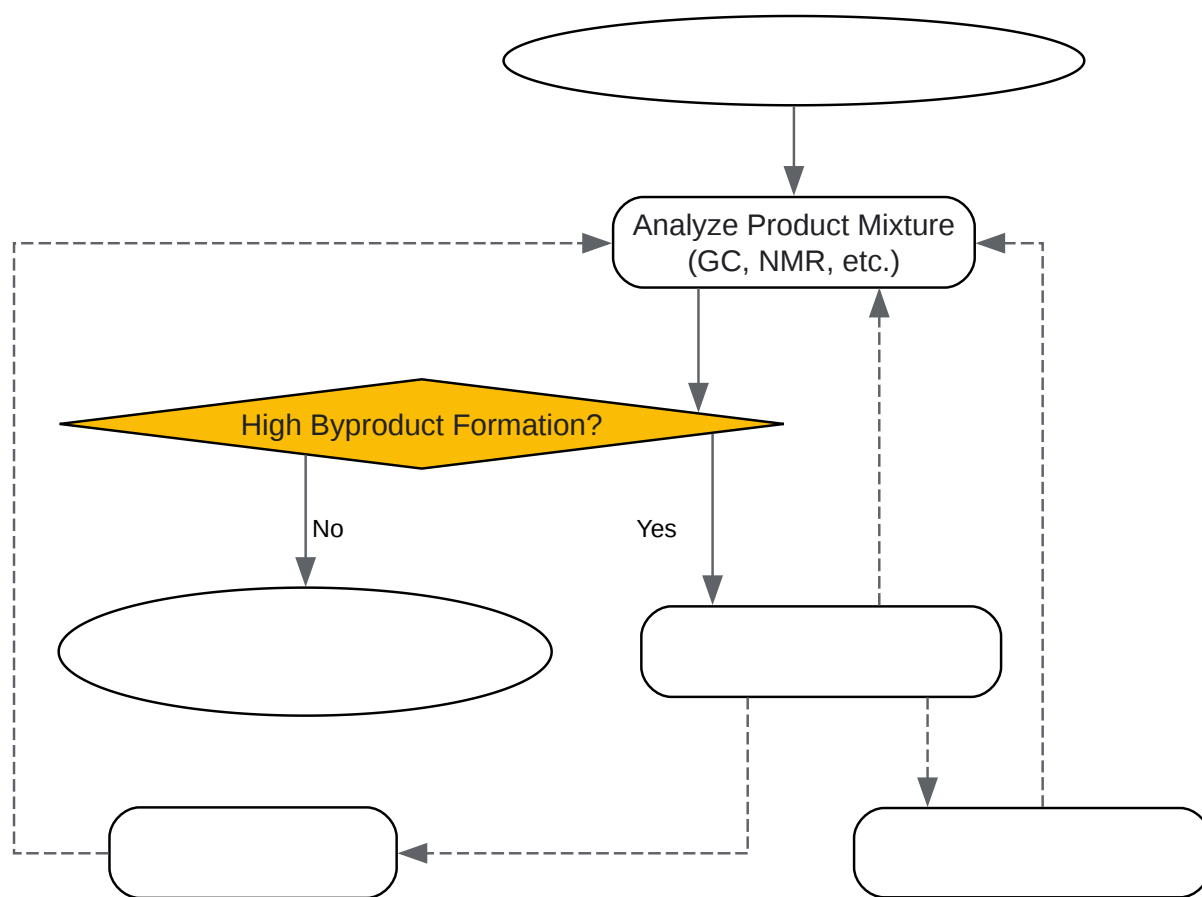 Analyze Product Mixture
(GC, NMR, etc.)
High Byproduct Formation?
No
Yes